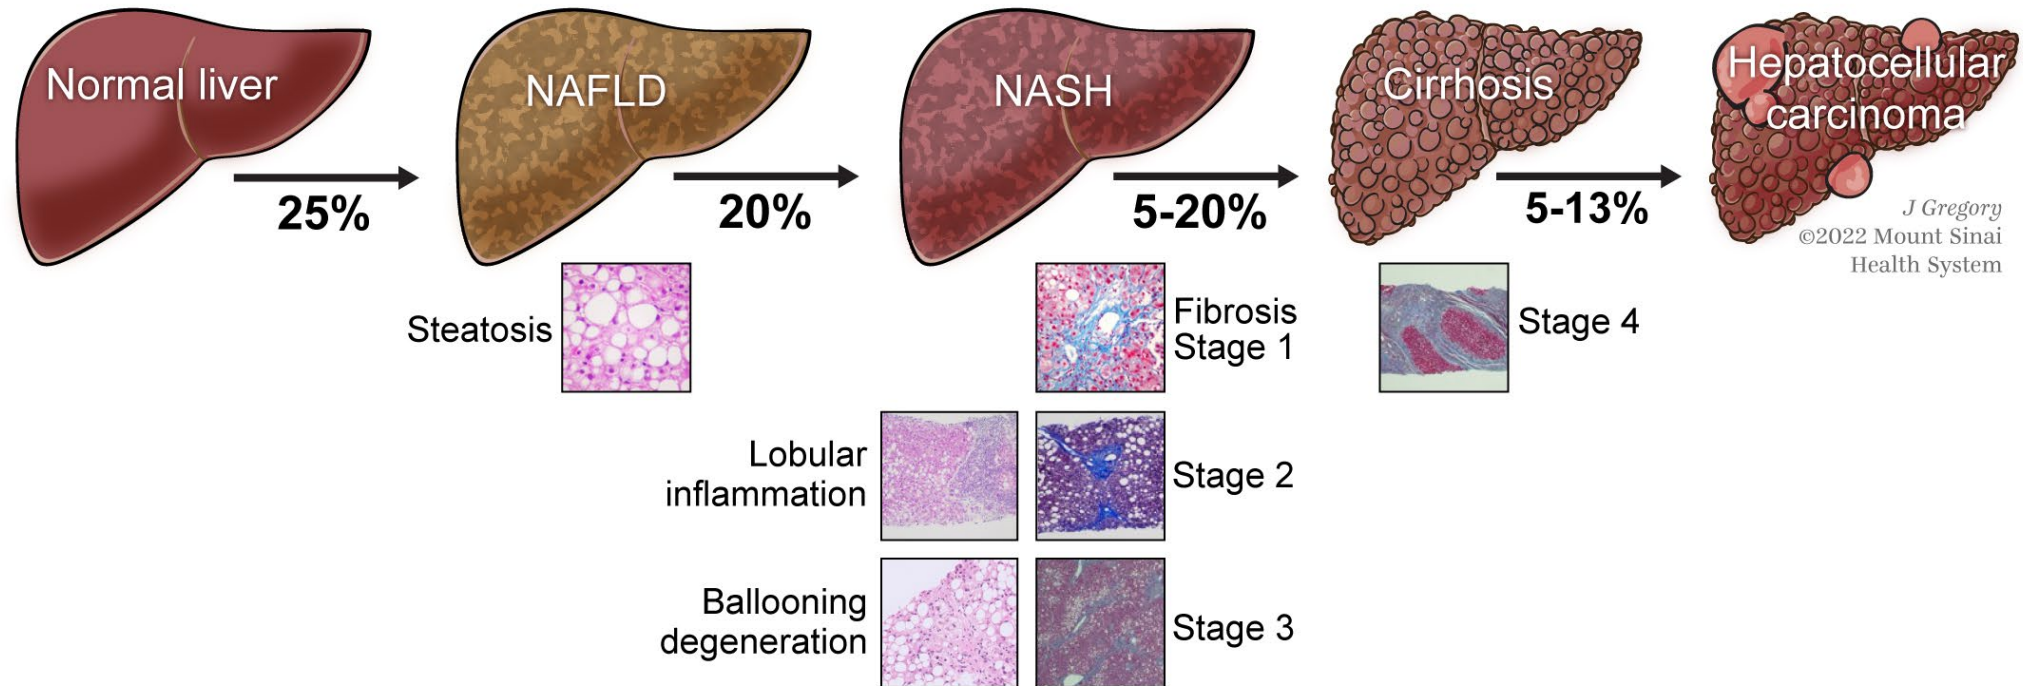 Normal liver
NAFLD
NASH
Cirrhosis
Hepatocellular
carcinoma
25%
20%
5-20%
5-13%
J Gregory
©2022 Mount Sinai
Health System
Steatosis
Fibrosis
Stage 1
Stage 4
Lobular
inflammation
Stage 2
Ballooning
degeneration
Stage 3